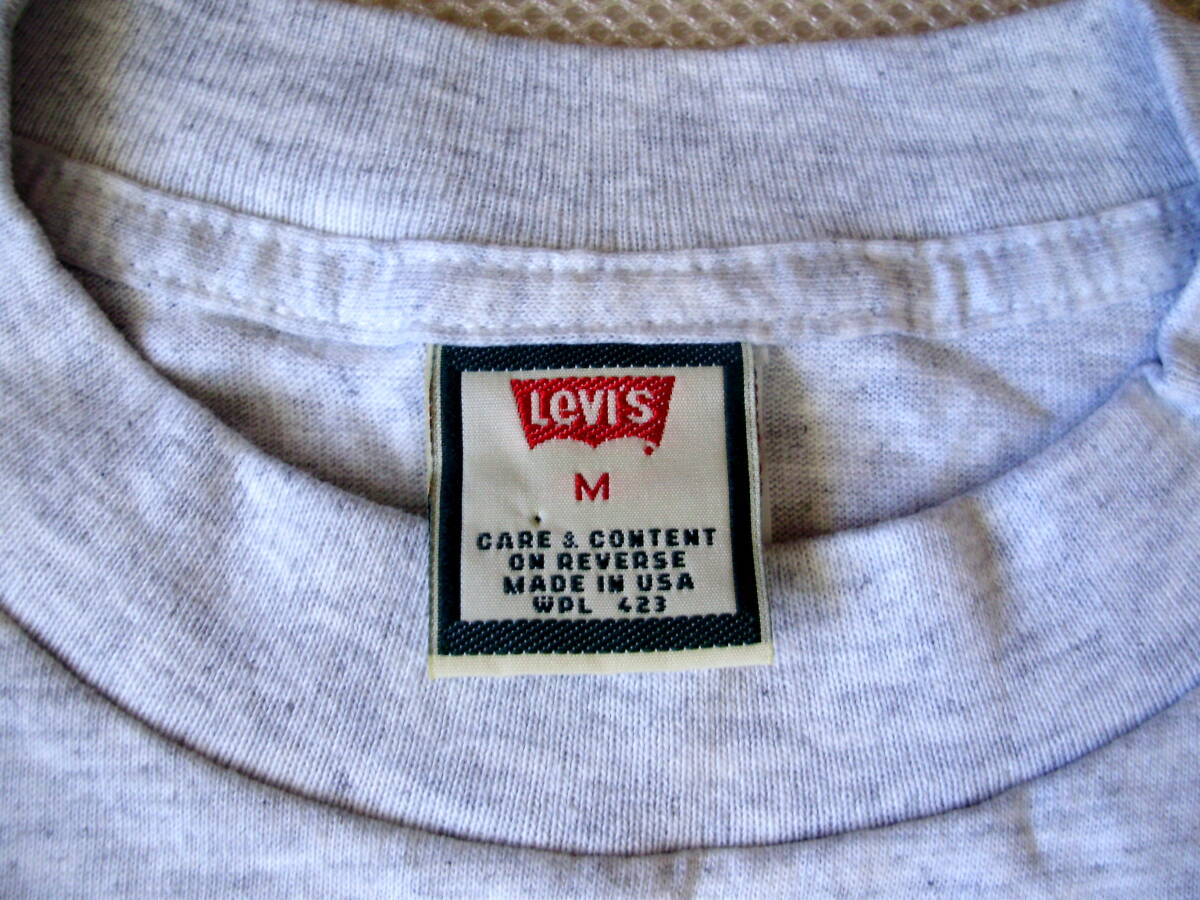 LEVI'S
M
CARE & CONTENT
ON REVERSE
MADE IN USA
WPL 423